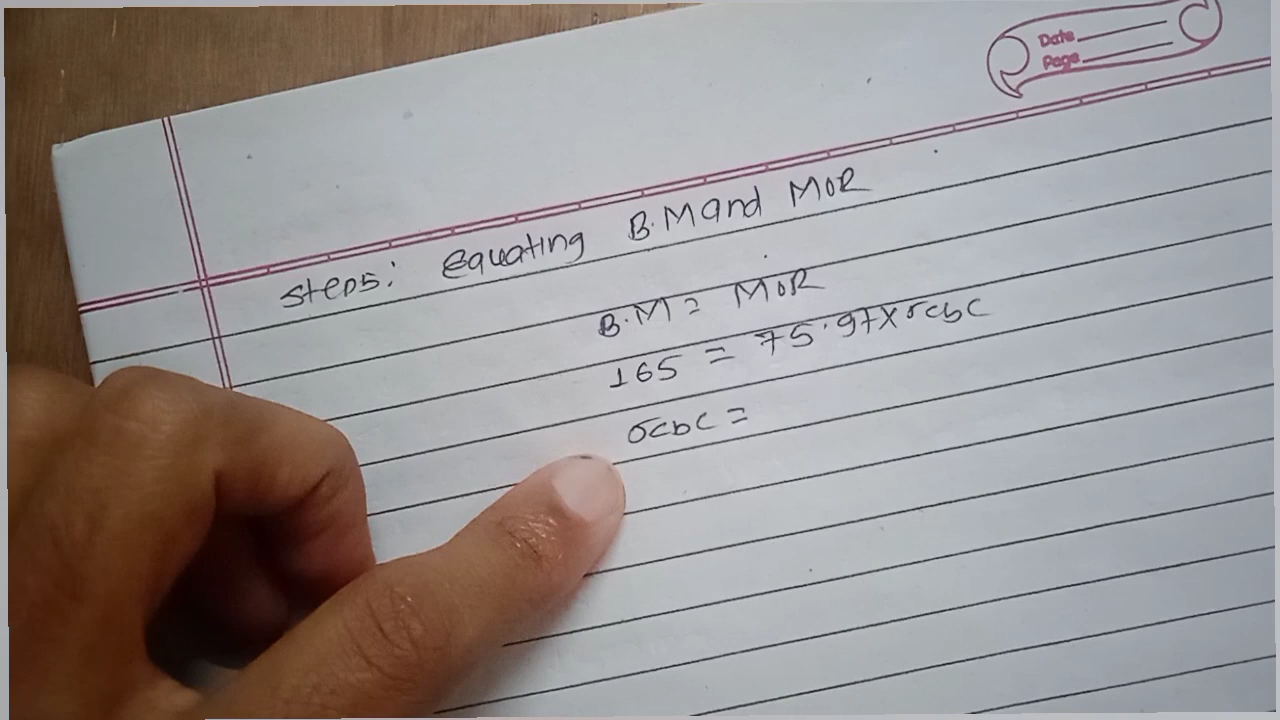 Date
Page
Step5: Equating B.M and MOR
B.M = MOR
165 = 75.97×σcbc
σcbc =